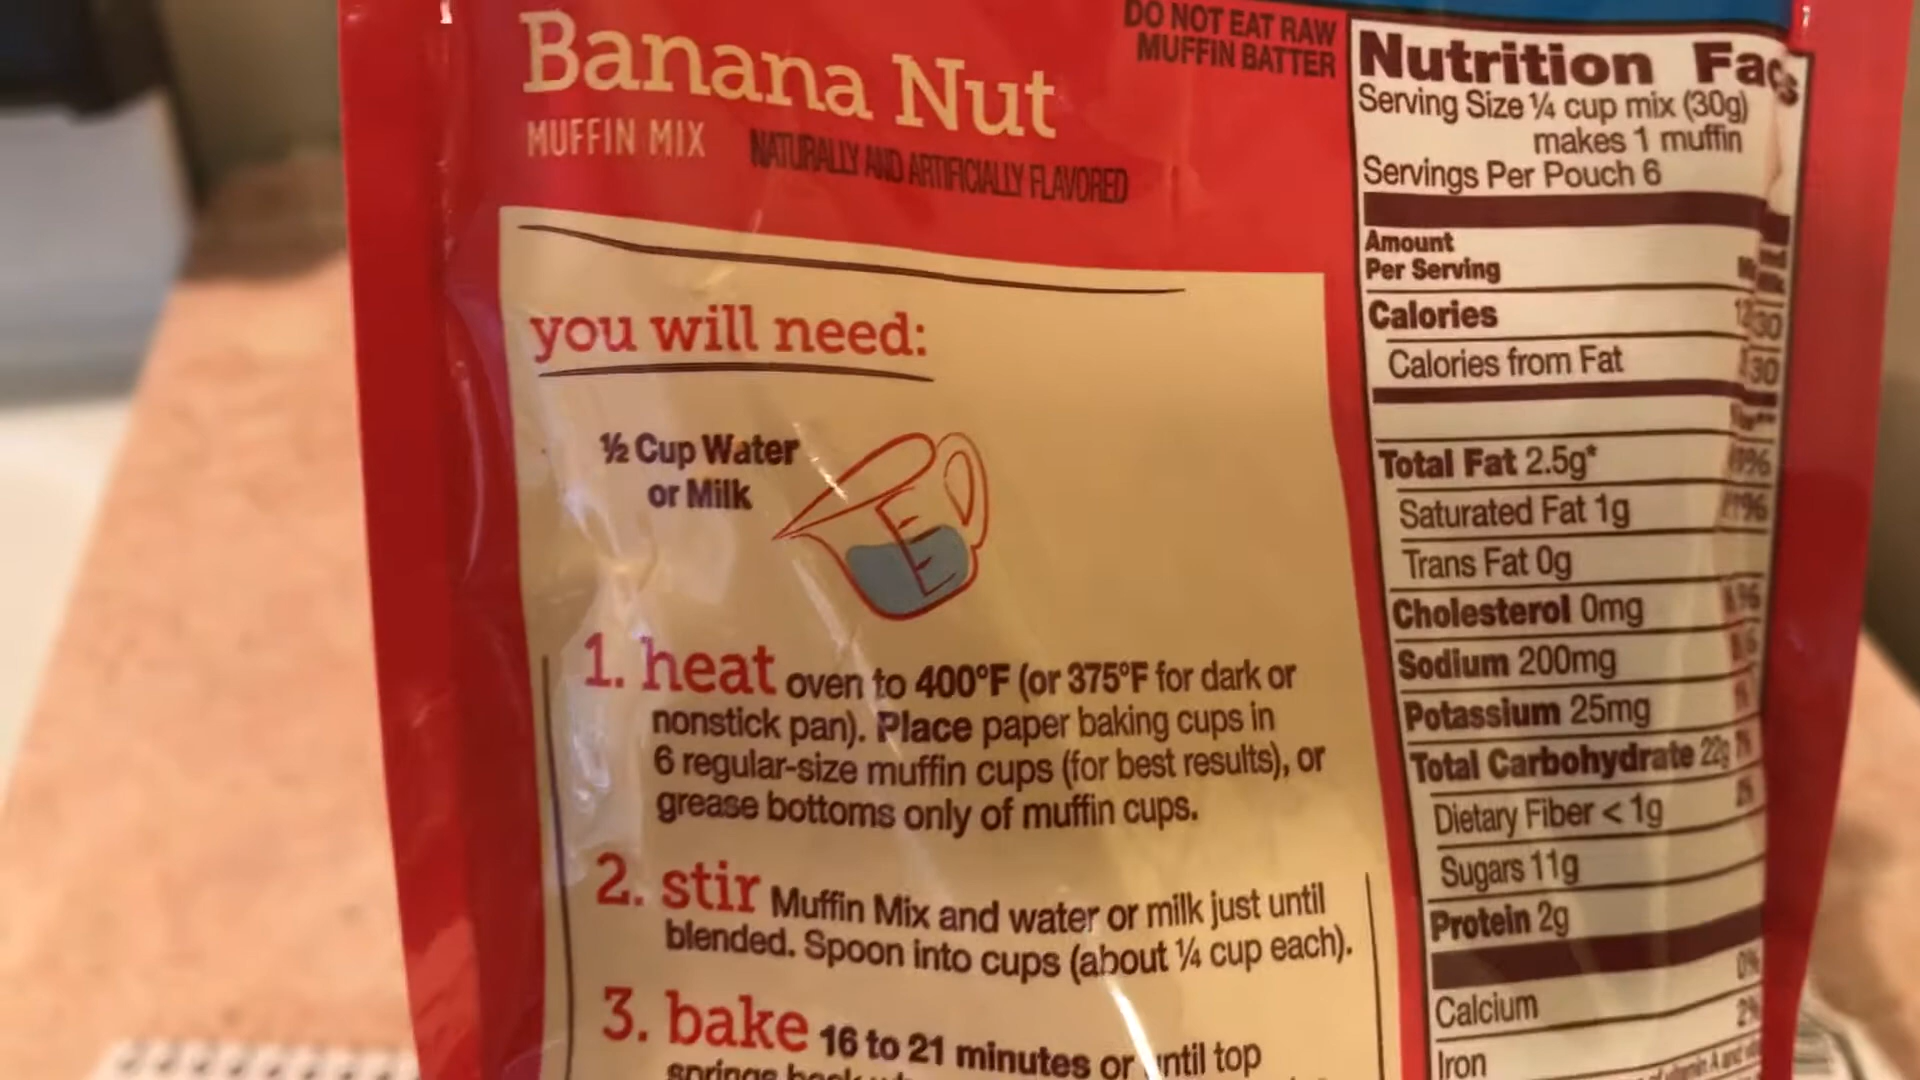 Banana Nut
MUFFIN MIX
NATURALLY AND ARTIFICIALLY FLAVORED
DO NOT EAT RAW
MUFFIN BATTER
you will need:
½ Cup Water
or Milk
1. heat oven to 400°F (or 375°F for dark or
nonstick pan). Place paper baking cups in
6 regular-size muffin cups (for best results), or
grease bottoms only of muffin cups.
2. stir Muffin Mix and water or milk just until
blended. Spoon into cups (about ¼ cup each).
3. bake 16 to 21 minutes or until top
springs back
Nutrition
Serving Size ¼ cup mix (30g)
makes 1 muffin
Servings Per Pouch 6
Amount
Per Serving
Calories
Calories from Fat
Total Fat 2.5g*
Saturated Fat 1g
Trans Fat 0g
Cholesterol 0mg
Sodium 200mg
Potassium 25mg
Total Carbohydrate 22g
Dietary Fiber < 1g
Sugars 11g
Protein 2g
0%
Calcium 2%
Iron